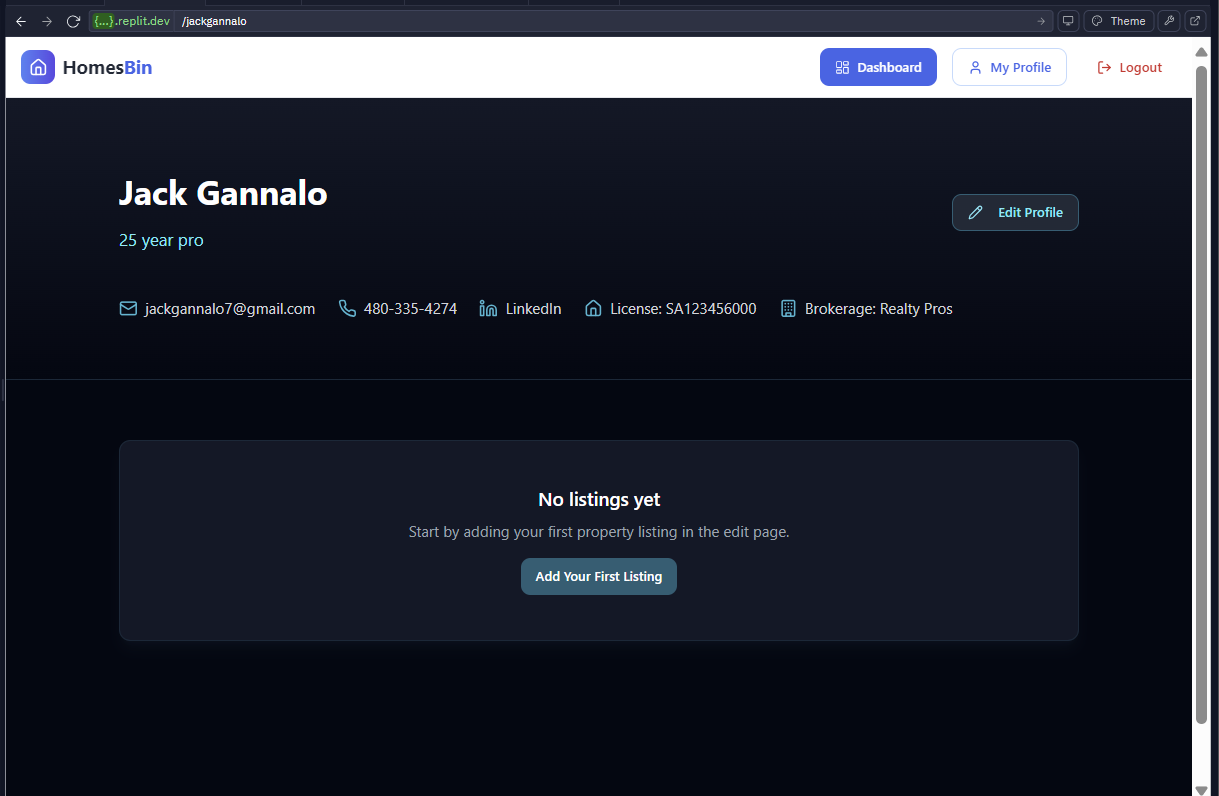 {...}.replit.dev /jackgannalo Theme
HomesBin Dashboard My Profile Logout
Jack Gannalo
Edit Profile
25 year pro
jackgannalo7@gmail.com 480-335-4274 LinkedIn License: SA123456000 Brokerage: Realty Pros
No listings yet
Start by adding your first property listing in the edit page.
Add Your First Listing